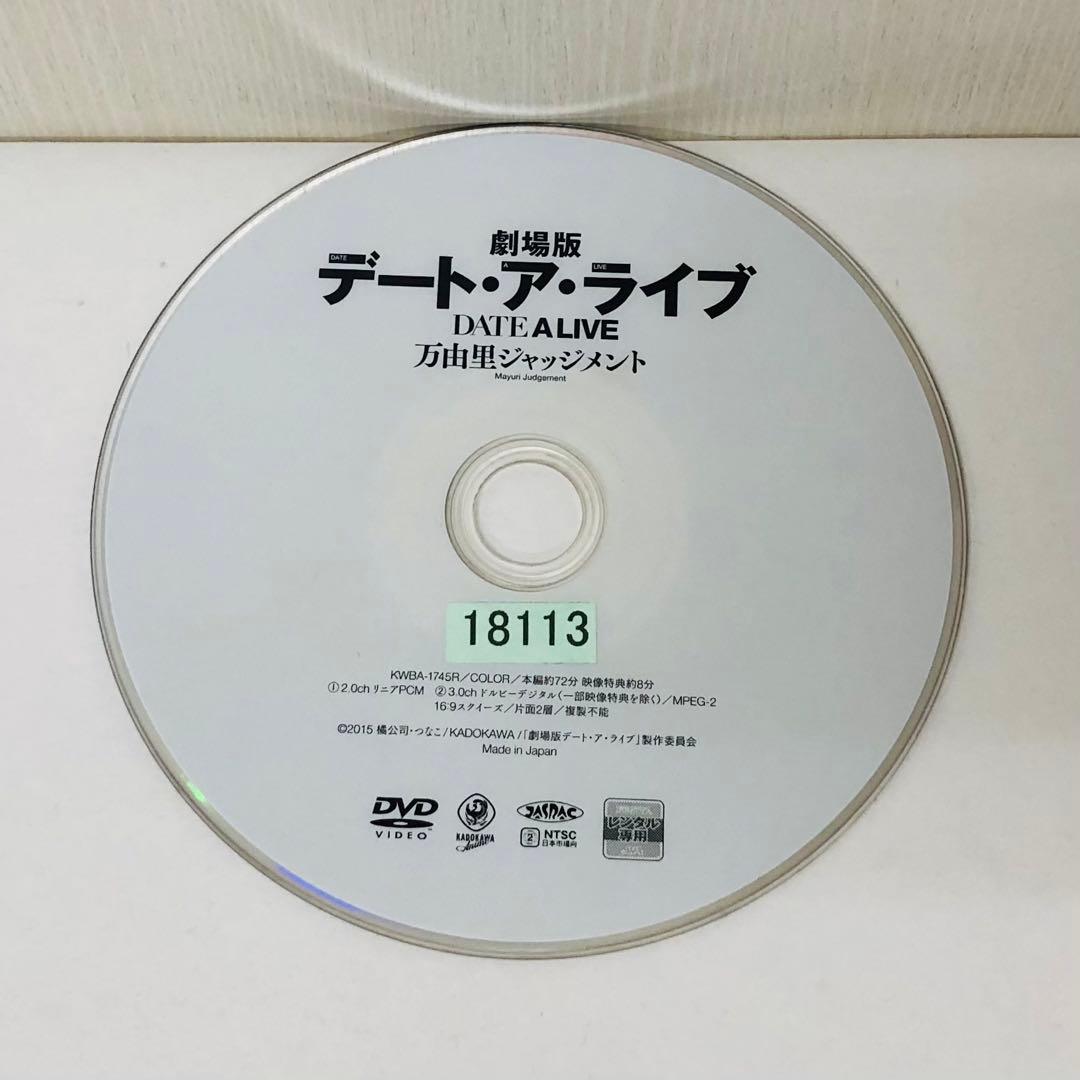 劇場版
DATE A LIVE
デート・ア・ライブ
DATE A LIVE
万由里ジャッジメント
Mayuri Judgement
18113
KWBA-1745R/COLOR/本編約72分 映像特典約8分
①2.0ch リニアPCM ②3.0ch ドルビーデジタル(一部映像特典を除く)/MPEG-2
16:9スクイーズ/片面2層/複製不能
©2015 橘公司・つなこ/KADOKAWA/「劇場版デート・ア・ライブ」製作委員会
Made in Japan
DVD
VIDEO
KADOKAWA
Anime
JASRAC
2 NTSC
日本市場向
レンタル
専用